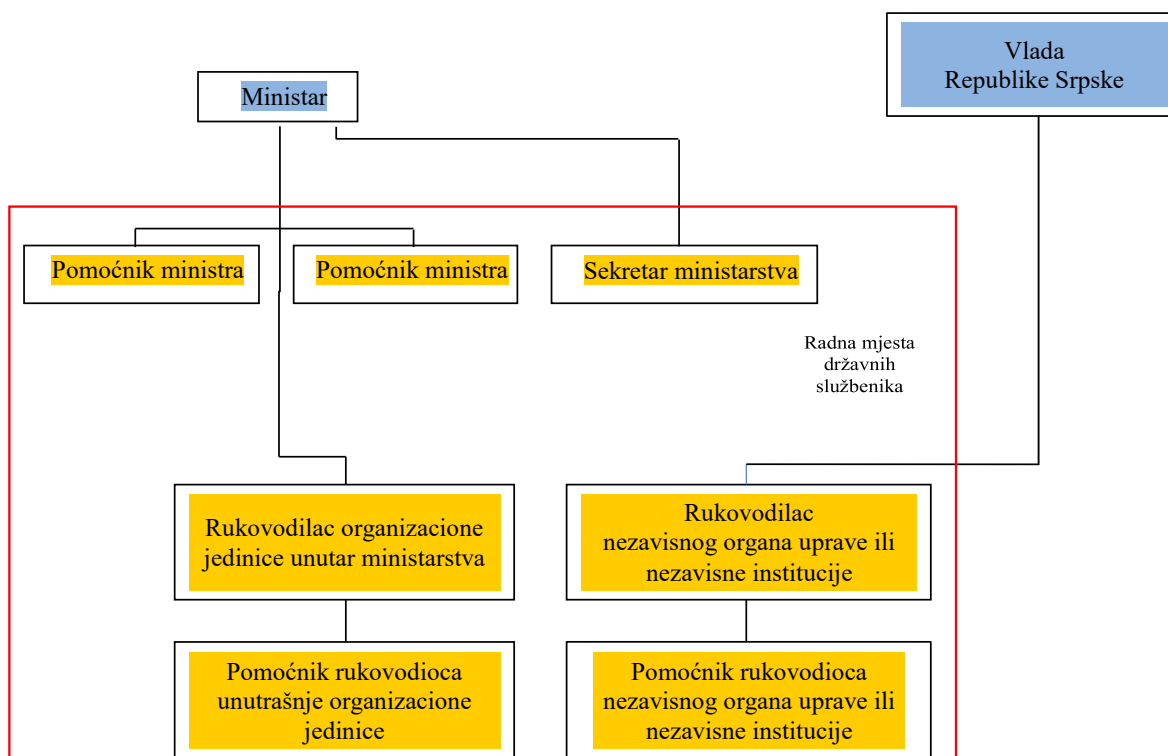 Vlada
Republike Srpske
Ministar
Pomoćnik ministra
Pomoćnik ministra
Sekretar ministarstva
Radna mjesta
državnih
službenika
Rukovodilac organizacione
jedinice unutar ministarstva
Rukovodilac
nezavisnog organa uprave ili
nezavisne institucije
Pomoćnik rukovodioca
unutrašnje organizacione
jedinice
Pomoćnik rukovodioca
nezavisnog organa uprave ili
nezavisne institucije